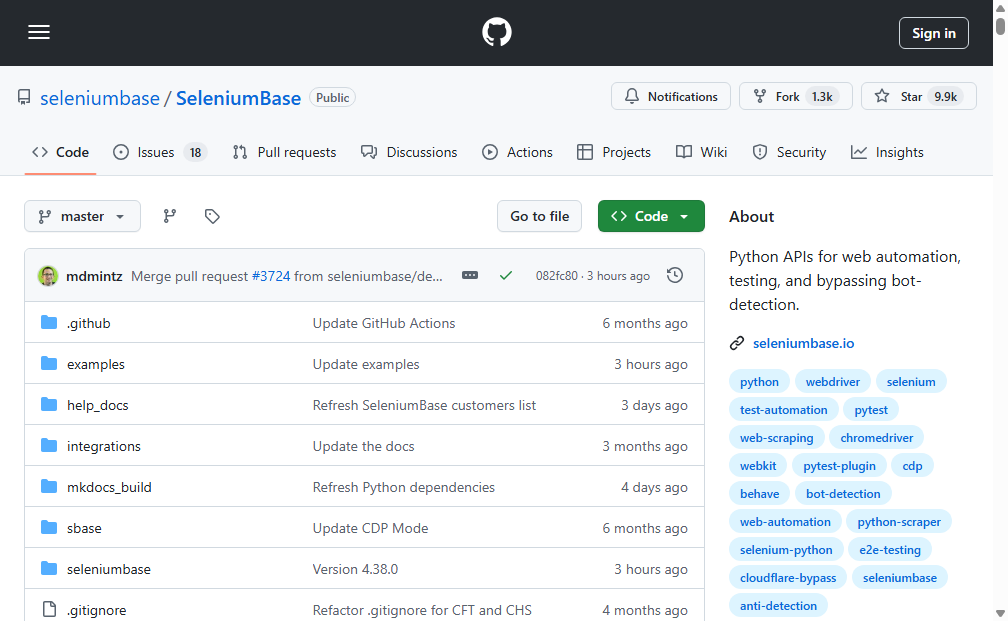 Sign in
seleniumbase / SeleniumBase Public
Notifications Fork 1.3k Star 9.9k
Code Issues 18 Pull requests Discussions Actions Projects Wiki Security Insights
master Go to file Code
mdmintz Merge pull request #3724 from seleniumbase/de... 082fc80 · 3 hours ago
.github Update GitHub Actions 6 months ago
examples Update examples 3 hours ago
help_docs Refresh SeleniumBase customers list 3 days ago
integrations Update the docs 3 months ago
mkdocs_build Refresh Python dependencies 4 days ago
sbase Update CDP Mode 6 months ago
seleniumbase Version 4.38.0 3 hours ago
.gitignore Refactor .gitignore for CFT and CHS 4 months ago
About
Python APIs for web automation,
testing, and bypassing bot-
detection.
seleniumbase.io
python webdriver selenium
test-automation pytest
web-scraping chromedriver
webkit pytest-plugin cdp
behave bot-detection
web-automation python-scraper
selenium-python e2e-testing
cloudflare-bypass seleniumbase
anti-detection